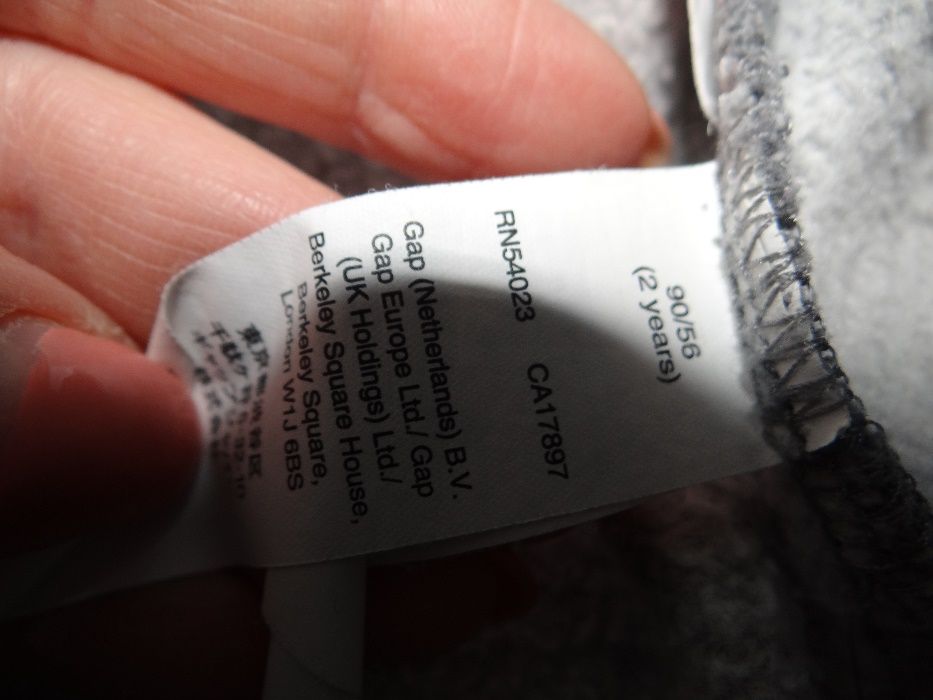 90/56
(2 years)
RN54023 CA17897
Gap (Netherlands) B.V.
Gap Europe Ltd./ Gap
(UK Holdings) Ltd./
Berkeley Square House,
Berkeley Square,
London W1J 6BS